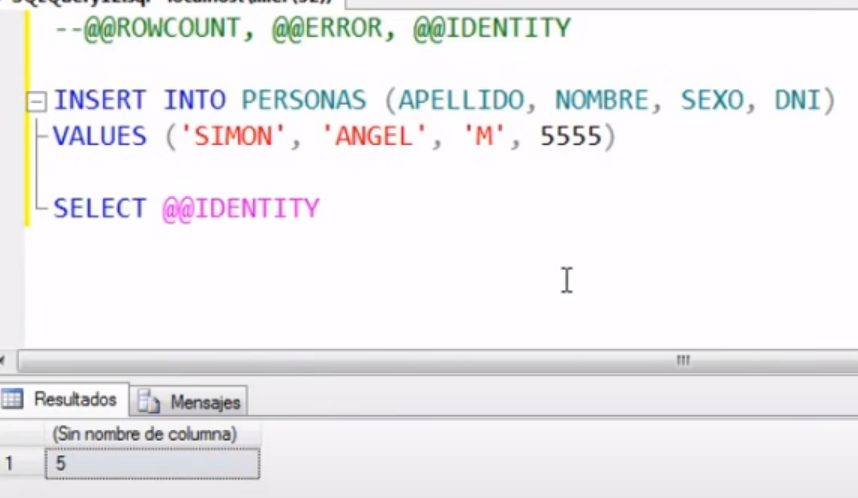 --@@ROWCOUNT, @@ERROR, @@IDENTITY
INSERT INTO PERSONAS (APELLIDO, NOMBRE, SEXO, DNI)
VALUES ('SIMON', 'ANGEL', 'M', 5555)
SELECT @@IDENTITY
Resultados Mensajes
(Sin nombre de columna)
1 5